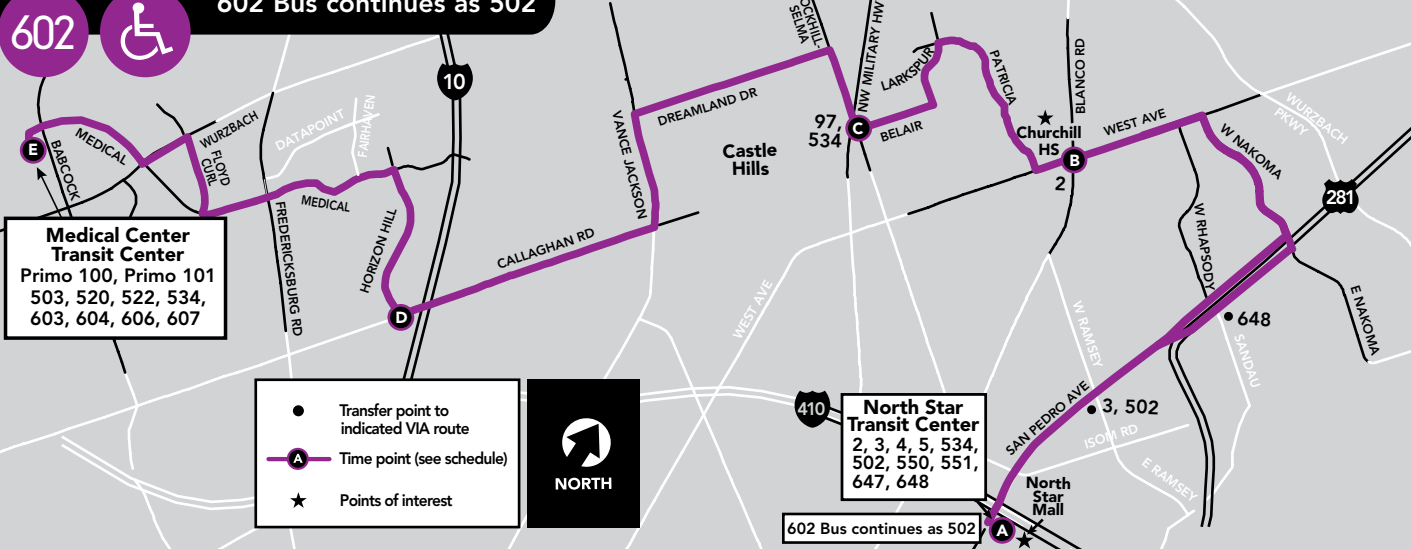 602
602 Bus continues as 502
10
E
MEDICAL
BABCOCK
WURZBACH
FLOYD
CURL
DATAPOINT
FAIRHAVEN
MEDICAL
FREDERICKSBURG RD
HORIZON HILL
D
CALLAGHAN RD
VANCE JACKSON
DREAMLAND DR
Castle
Hills
SELMA
NW MILITARY HW
97,
534
C
BELAIR
LARKSPUR
PATRICIA
BLANCO RD
Churchill
HS
B
2
WEST AVE
W NAKOMA
WURZBACH
PKWY
281
W RHAPSODY
648
SANDAU
E NAKOMA
WEST AVE
W RAMSEY
3, 502
SAN PEDRO AVE
ISOM RD
E RAMSEY
410
Medical Center
Transit Center
Primo 100, Primo 101
503, 520, 522, 534,
603, 604, 606, 607
Transfer point to
indicated VIA route
A
Time point (see schedule)
Points of interest
NORTH
North Star
Transit Center
2, 3, 4, 5, 534,
502, 550, 551,
647, 648
North
Star
Mall
602 Bus continues as 502
A